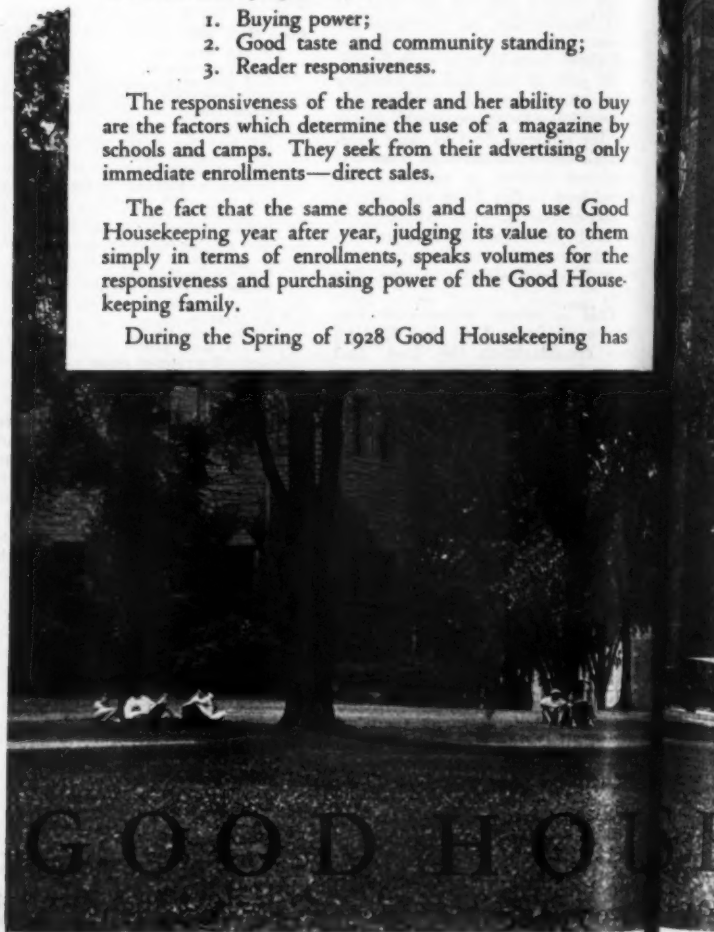 1. Buying power;
2. Good taste and community standing;
3. Reader responsiveness.
The responsiveness of the reader and her ability to buy
are the factors which determine the use of a magazine by
schools and camps. They seek from their advertising only
immediate enrollments—direct sales.
The fact that the same schools and camps use Good
Housekeeping year after year, judging its value to them
simply in terms of enrollments, speaks volumes for the
responsiveness and purchasing power of the Good House-
keeping family.
During the Spring of 1928 Good Housekeeping has
GOOD HOU